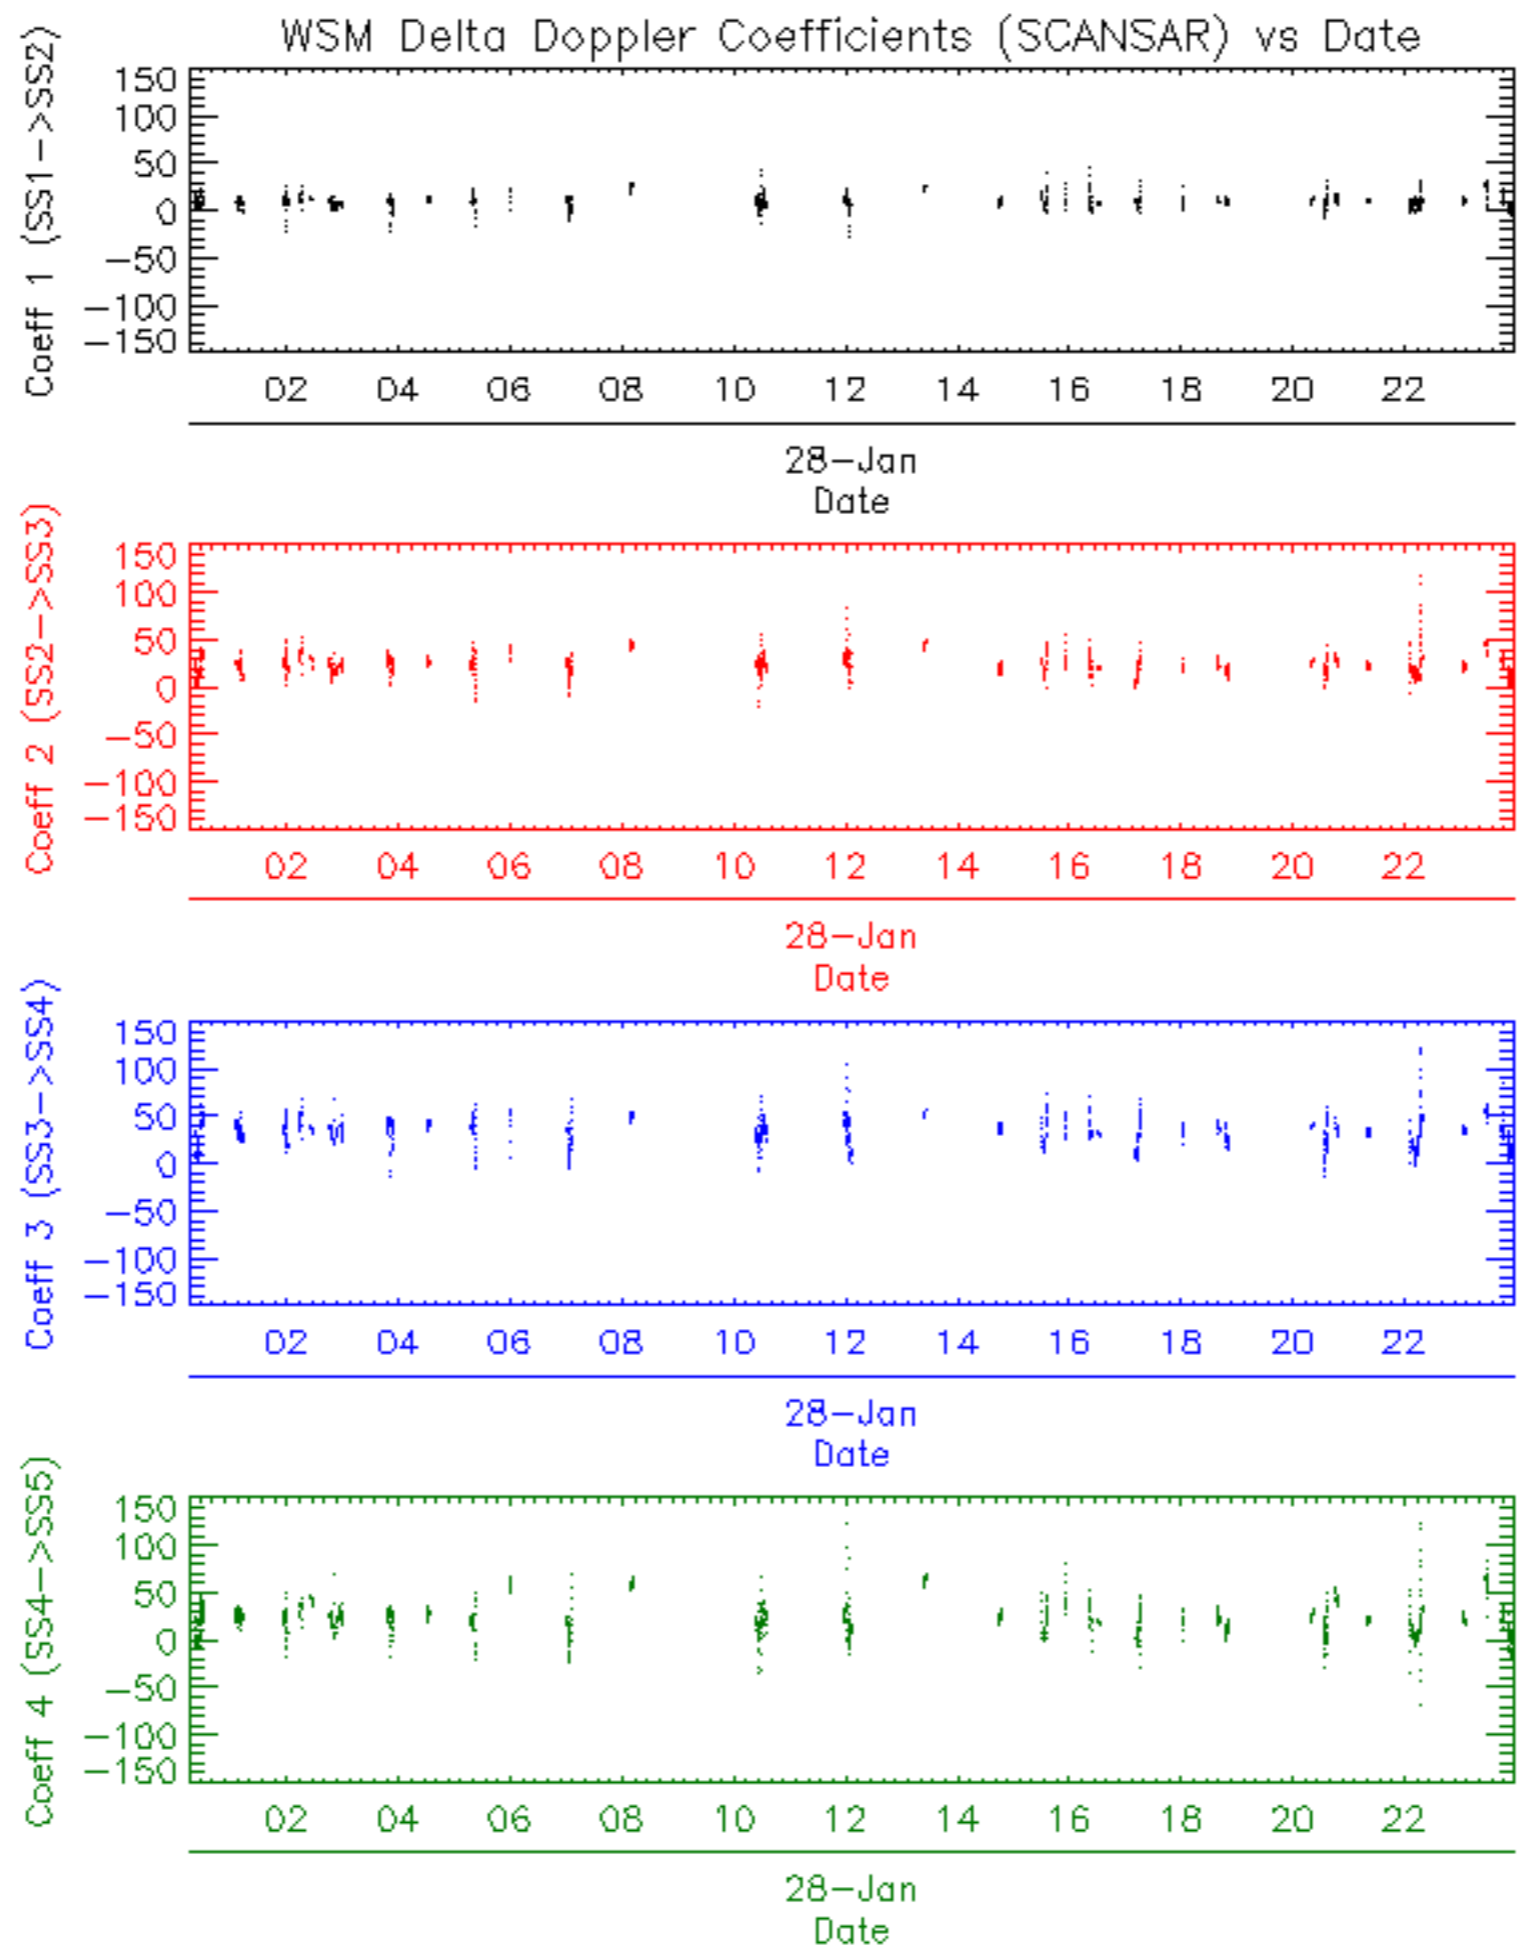 WSM Delta Doppler Coefficients (SCANSAR) vs Date
Coeff 1 (SS1->SS2)
150
100
50
0
-50
-100
-150
02 04 06 08 10 12 14 16 18 20 22
28-Jan
Date
Coeff 2 (SS2->SS3)
150
100
50
0
-50
-100
-150
02 04 06 08 10 12 14 16 18 20 22
28-Jan
Date
Coeff 3 (SS3->SS4)
150
100
50
0
-50
-100
-150
02 04 06 08 10 12 14 16 18 20 22
28-Jan
Date
Coeff 4 (SS4->SS5)
150
100
50
0
-50
-100
-150
02 04 06 08 10 12 14 16 18 20 22
28-Jan
Date